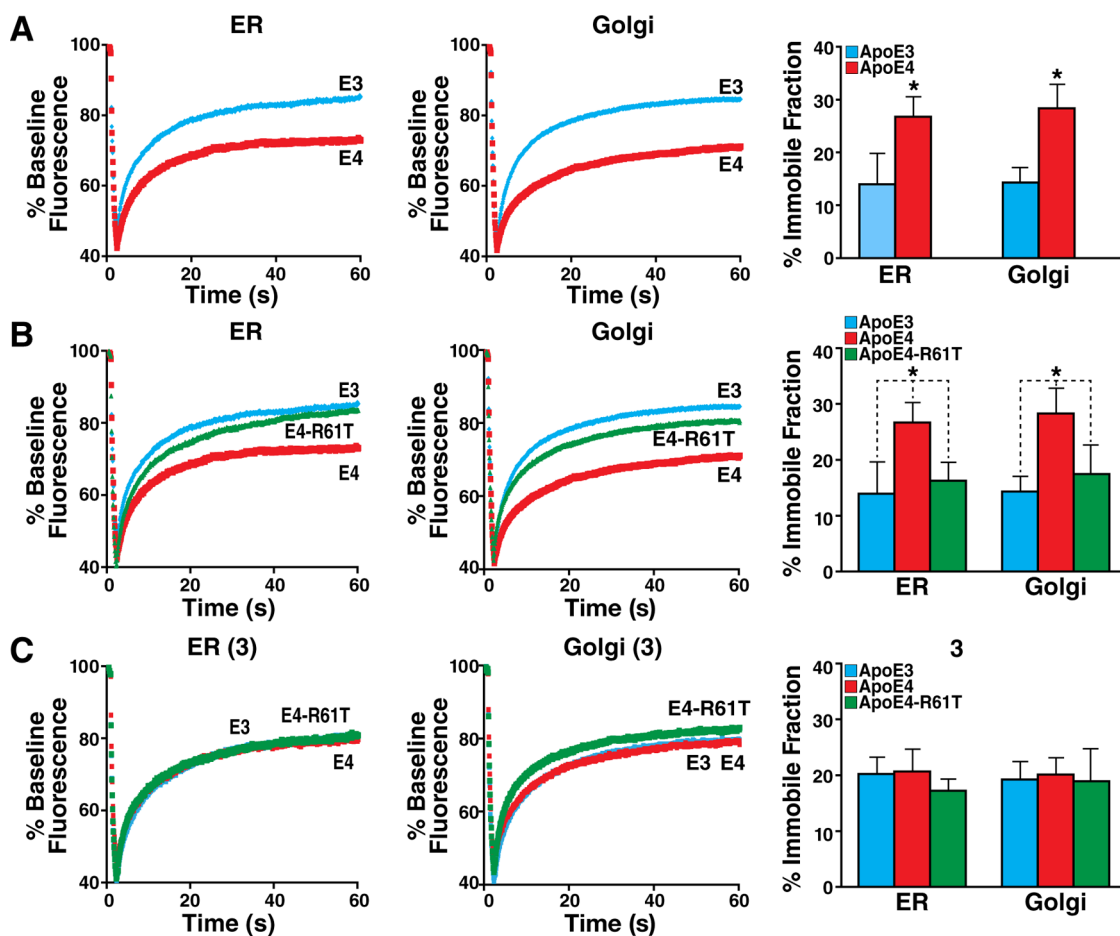 A
ER
% Baseline
Fluorescence
100
80
60
40
0
20
40
60
E3
E4
Time (s)
Golgi
% Baseline
Fluorescence
100
80
60
40
0
20
40
60
E3
E4
Time (s)
% Immobile Fraction
40
30
20
10
0
ApoE3
ApoE4
*
*
ER
Golgi
B
ER
% Baseline
Fluorescence
100
80
60
40
0
20
40
60
E3
E4-R61T
E4
Time (s)
Golgi
% Baseline
Fluorescence
100
80
60
40
0
20
40
60
E3
E4-R61T
E4
Time (s)
% Immobile Fraction
40
30
20
10
0
ApoE3
ApoE4
ApoE4-R61T
*
*
ER
Golgi
C
ER (3)
% Baseline
Fluorescence
100
80
60
40
0
20
40
60
E3
E4-R61T
E4
Time (s)
Golgi (3)
% Baseline
Fluorescence
100
80
60
40
0
20
40
60
E4-R61T
E3 E4
Time (s)
3
% Immobile Fraction
40
30
20
10
0
ApoE3
ApoE4
ApoE4-R61T
ER
Golgi